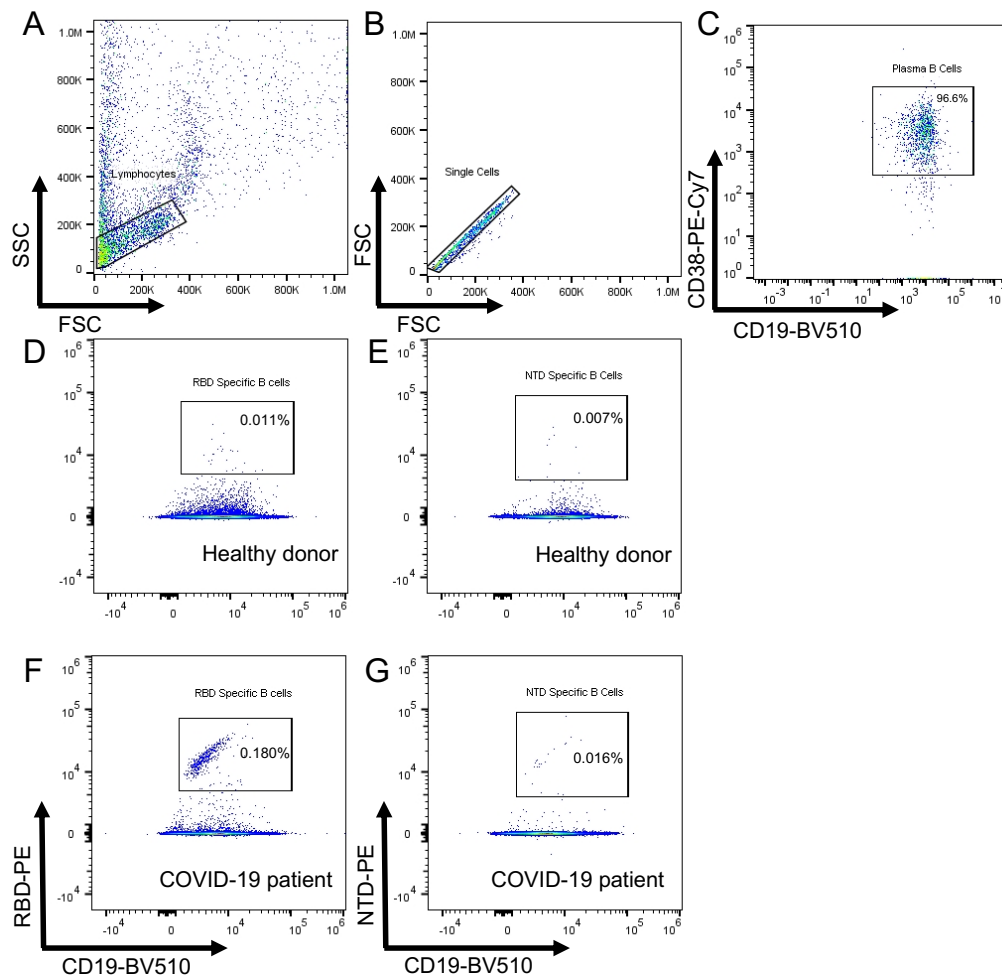 A
1.0M
800K
600K
400K
200K
0
Lymphocytes
SSC
0
200K
400K
600K
800K
1.0M
FSC
B
1.0M
800K
600K
400K
200K
0
Single Cells
FSC
0
200K
400K
600K
800K
1.0M
FSC
C
10 6
10 5
10 4
10 3
10 2
10 1
10 0
Plasma B Cells
96.6%
CD38-PE-Cy7
10 -3
10 -1
10 1
10 3
10 5
10 7
CD19-BV510
D
10 6
10 5
10 4
0
-10 4
RBD Specific B cells
0.011%
Healthy donor
-10 4
0
10 4
10 5
10 6
E
10 6
10 5
10 4
0
-10 4
NTD Specific B Cells
0.007%
Healthy donor
-10 4
0
10 4
10 5
10 6
F
10 6
10 5
10 4
0
-10 4
RBD Specific B cells
0.180%
COVID-19 patient
RBD-PE
-10 4
0
10 4
10 5
10 6
CD19-BV510
G
10 6
10 5
10 4
0
-10 4
NTD Specific B Cells
0.016%
COVID-19 patient
NTD-PE
-10 4
0
10 4
10 5
10 6
CD19-BV510